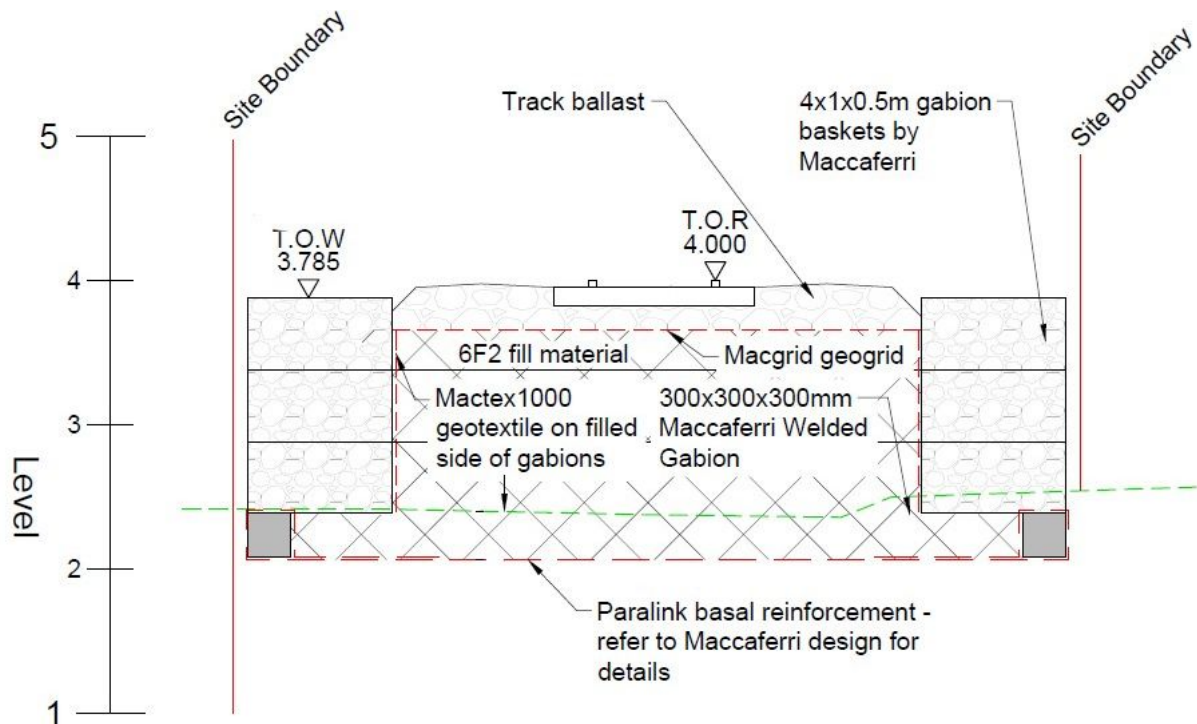 Site Boundary
Site Boundary
Track ballast
4x1x0.5m gabion
baskets by
Maccaferri
5
T.O.W
3.785
T.O.R
4.000
4
6F2 fill material
Macgrid geogrid
Mactex1000
geotextile on filled
side of gabions
300x300x300mm
Maccaferri Welded
Gabion
3
Level
2
Paralink basal reinforcement -
refer to Maccaferri design for
details
1